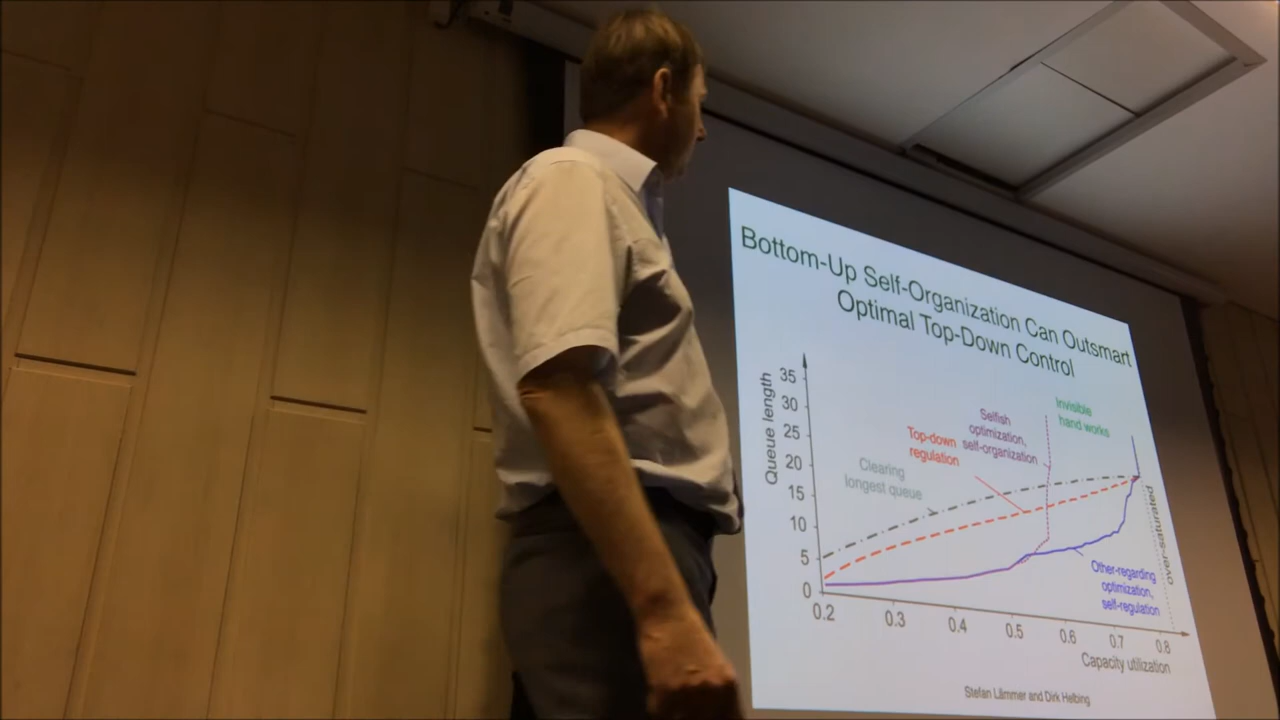 Bottom-Up Self-Organization Can Outsmart
Optimal Top-Down Control
Queue length
35
30
25
20
15
10
5
0
Clearing
longest queue
Top-down
regulation
Selfish
optimization,
self-organization
Invisible
hand works
Other-regarding
optimization,
self-regulation
over-saturated
0.2 0.3 0.4 0.5 0.6 0.7 0.8
Capacity utilization
Stefan Lämmer and Dirk Helbing